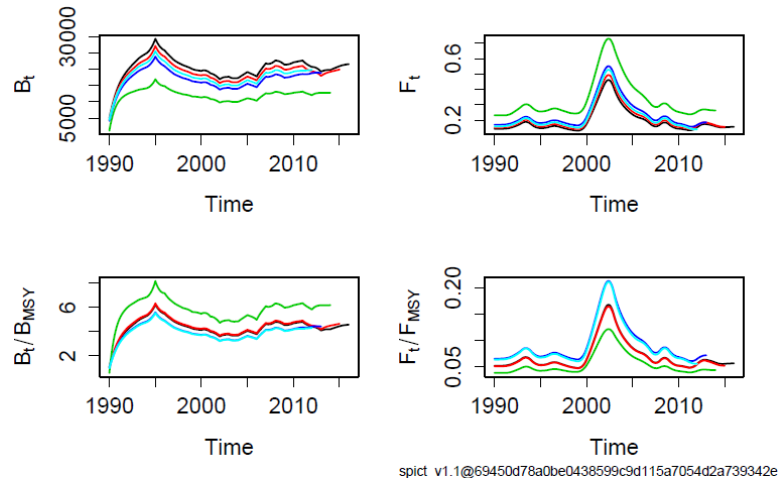 30000
5000
Bt
1990 2000 2010
Time
0.6
0.2
Ft
1990 2000 2010
Time
6
2
Bt / BMSY
1990 2000 2010
Time
0.20
0.05
Ft / FMSY
1990 2000 2010
Time
spict_v1.1@69450d78a0be0438599c9d115a7054d2a739342e